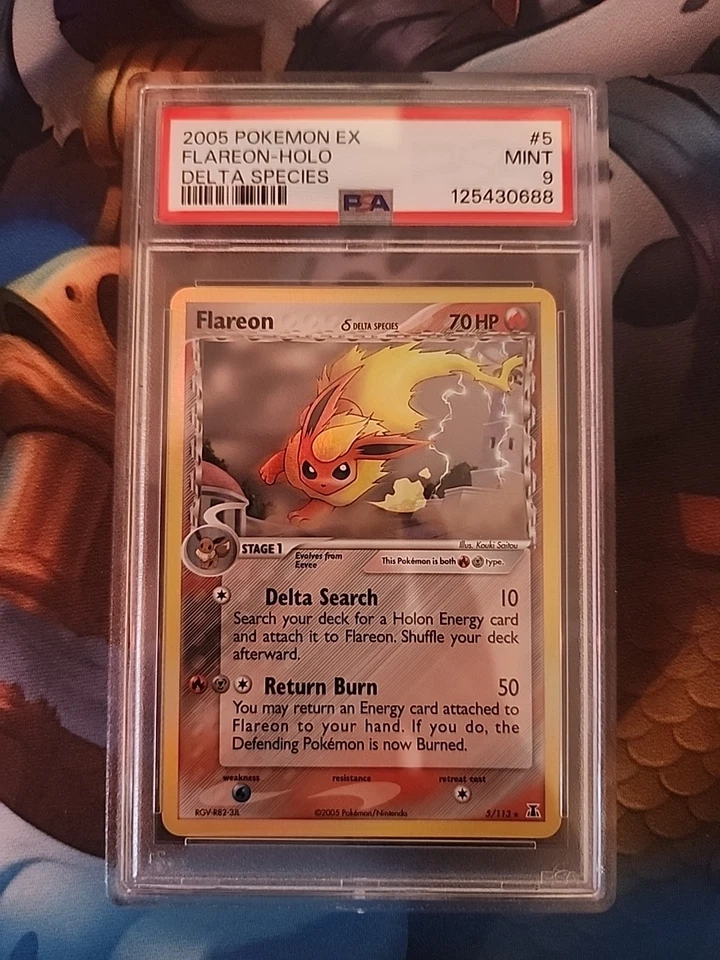 2005 POKEMON EX #5
FLAREON-HOLO MINT
DELTA SPECIES 9
PSA 125430688
Flareon δ DELTA SPECIES 70 HP
Illus. Kouki Saitou
STAGE 1 Evolves from Eevee This Pokémon is both type.
Delta Search 10
Search your deck for a Holon Energy card
and attach it to Flareon. Shuffle your deck
afterward.
Return Burn 50
You may return an Energy card attached to
Flareon to your hand. If you do, the
Defending Pokémon is now Burned.
weakness resistance retreat cost
RGV-R82-3JL ©2005 Pokémon/Nintendo 5/113 ★